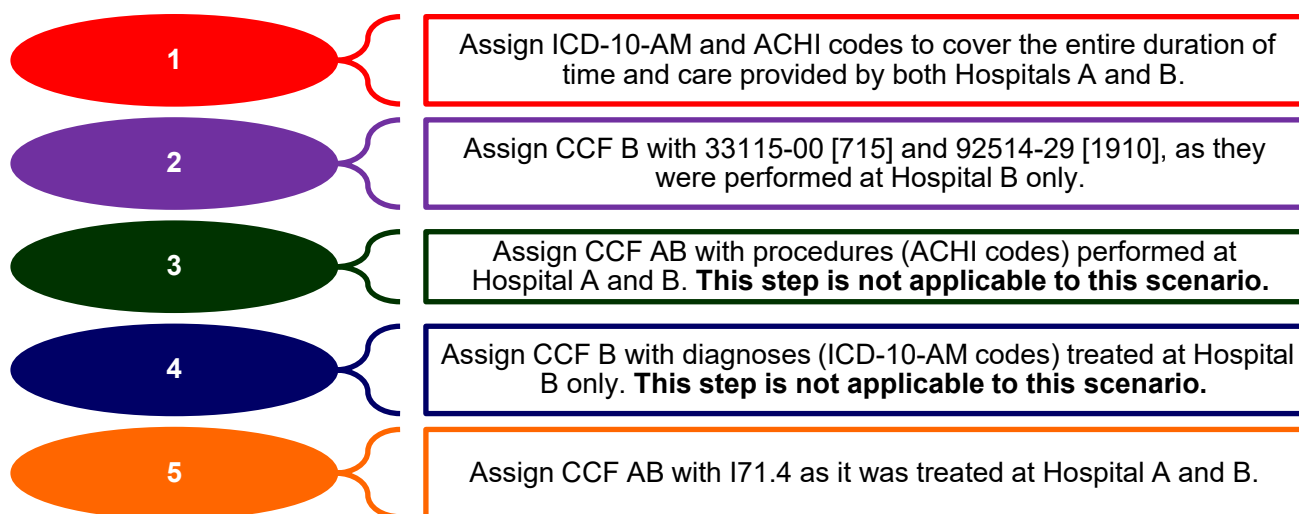 1
Assign ICD-10-AM and ACHI codes to cover the entire duration of
time and care provided by both Hospitals A and B.
2
Assign CCF B with 33115-00 [715] and 92514-29 [1910], as they
were performed at Hospital B only.
3
Assign CCF AB with procedures (ACHI codes) performed at
Hospital A and B. This step is not applicable to this scenario.
4
Assign CCF B with diagnoses (ICD-10-AM codes) treated at Hospital
B only. This step is not applicable to this scenario.
5
Assign CCF AB with I71.4 as it was treated at Hospital A and B.